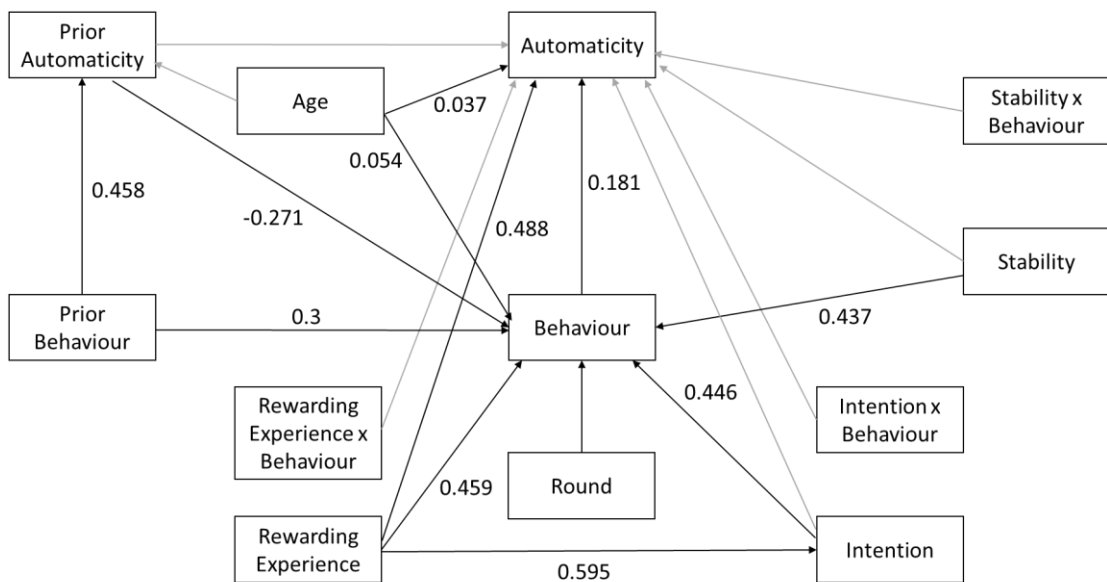 Prior
Automaticity
Automaticity
Age
0.037
Stability x
Behaviour
0.054
0.458
0.181
-0.271
0.488
Stability
Prior
Behaviour
0.3
Behaviour
0.437
Rewarding
Experience x
Behaviour
0.446
Intention x
Behaviour
0.459
Round
Rewarding
Experience
0.595
Intention